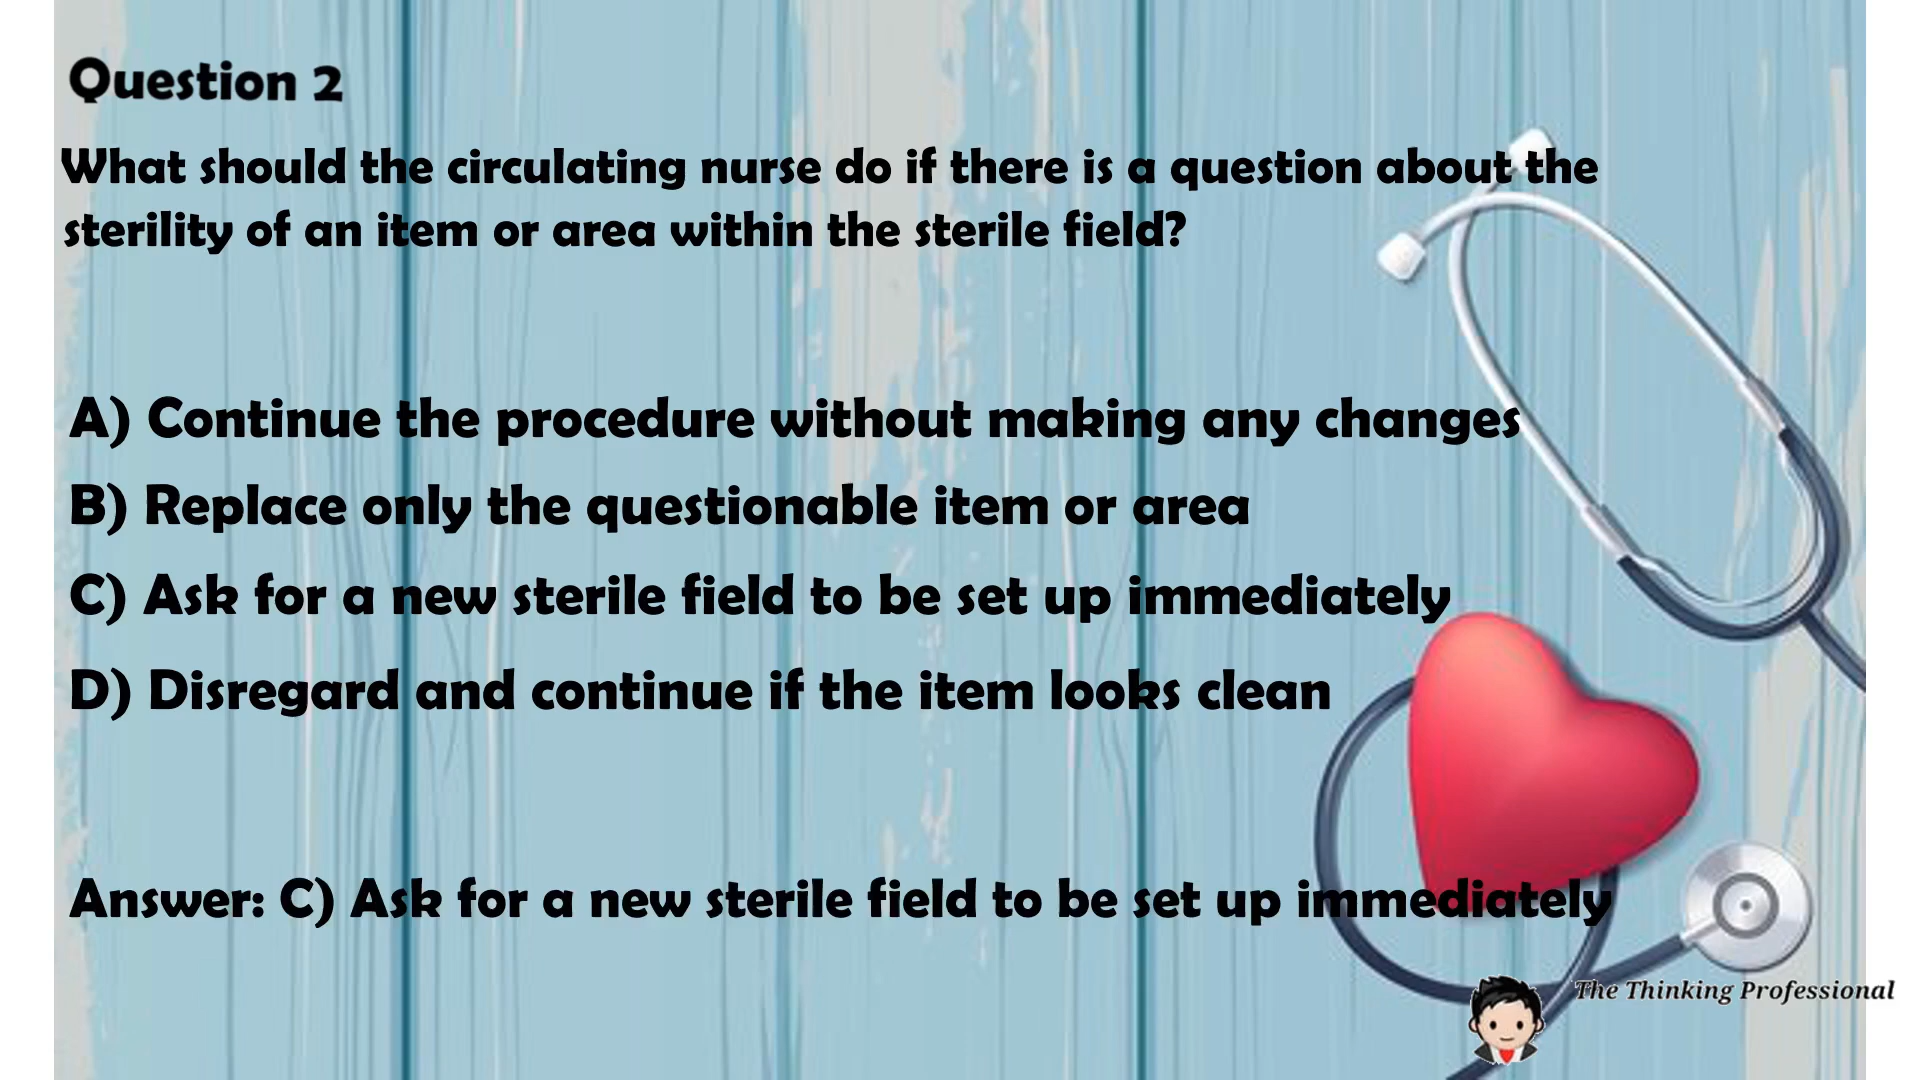 Question 2
What should the circulating nurse do if there is a question about the
sterility of an item or area within the sterile field?
A) Continue the procedure without making any changes
B) Replace only the questionable item or area
C) Ask for a new sterile field to be set up immediately
D) Disregard and continue if the item looks clean
Answer: C) Ask for a new sterile field to be set up immediately
The Thinking Professional